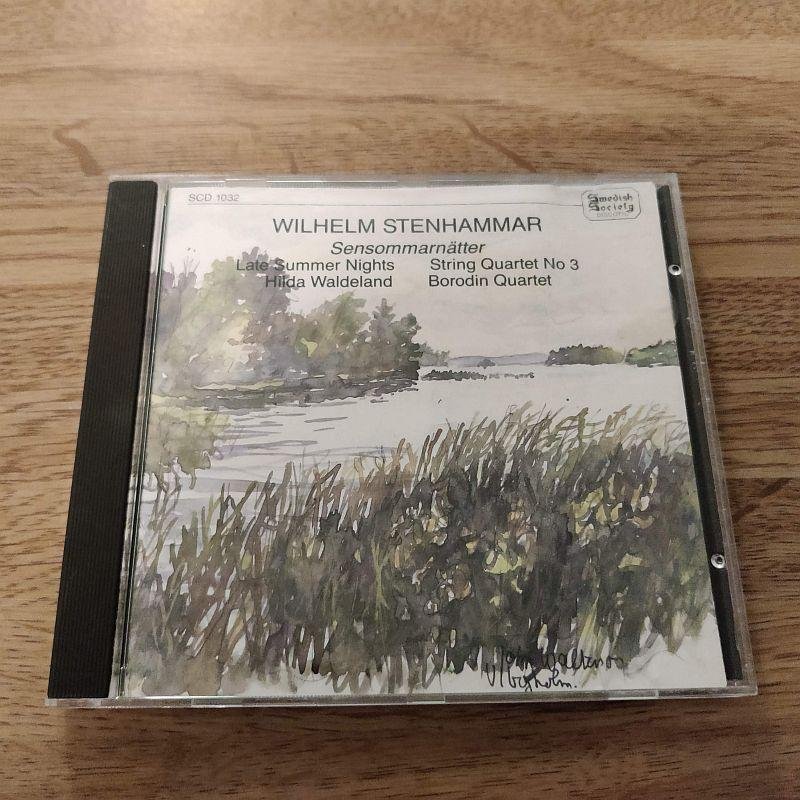 SCD 1032
Swedish
Society
DISCOFIL
WILHELM STENHAMMAR
Sensommarnätter
Late Summer Nights String Quartet No 3
Hilda Waldeland Borodin Quartet